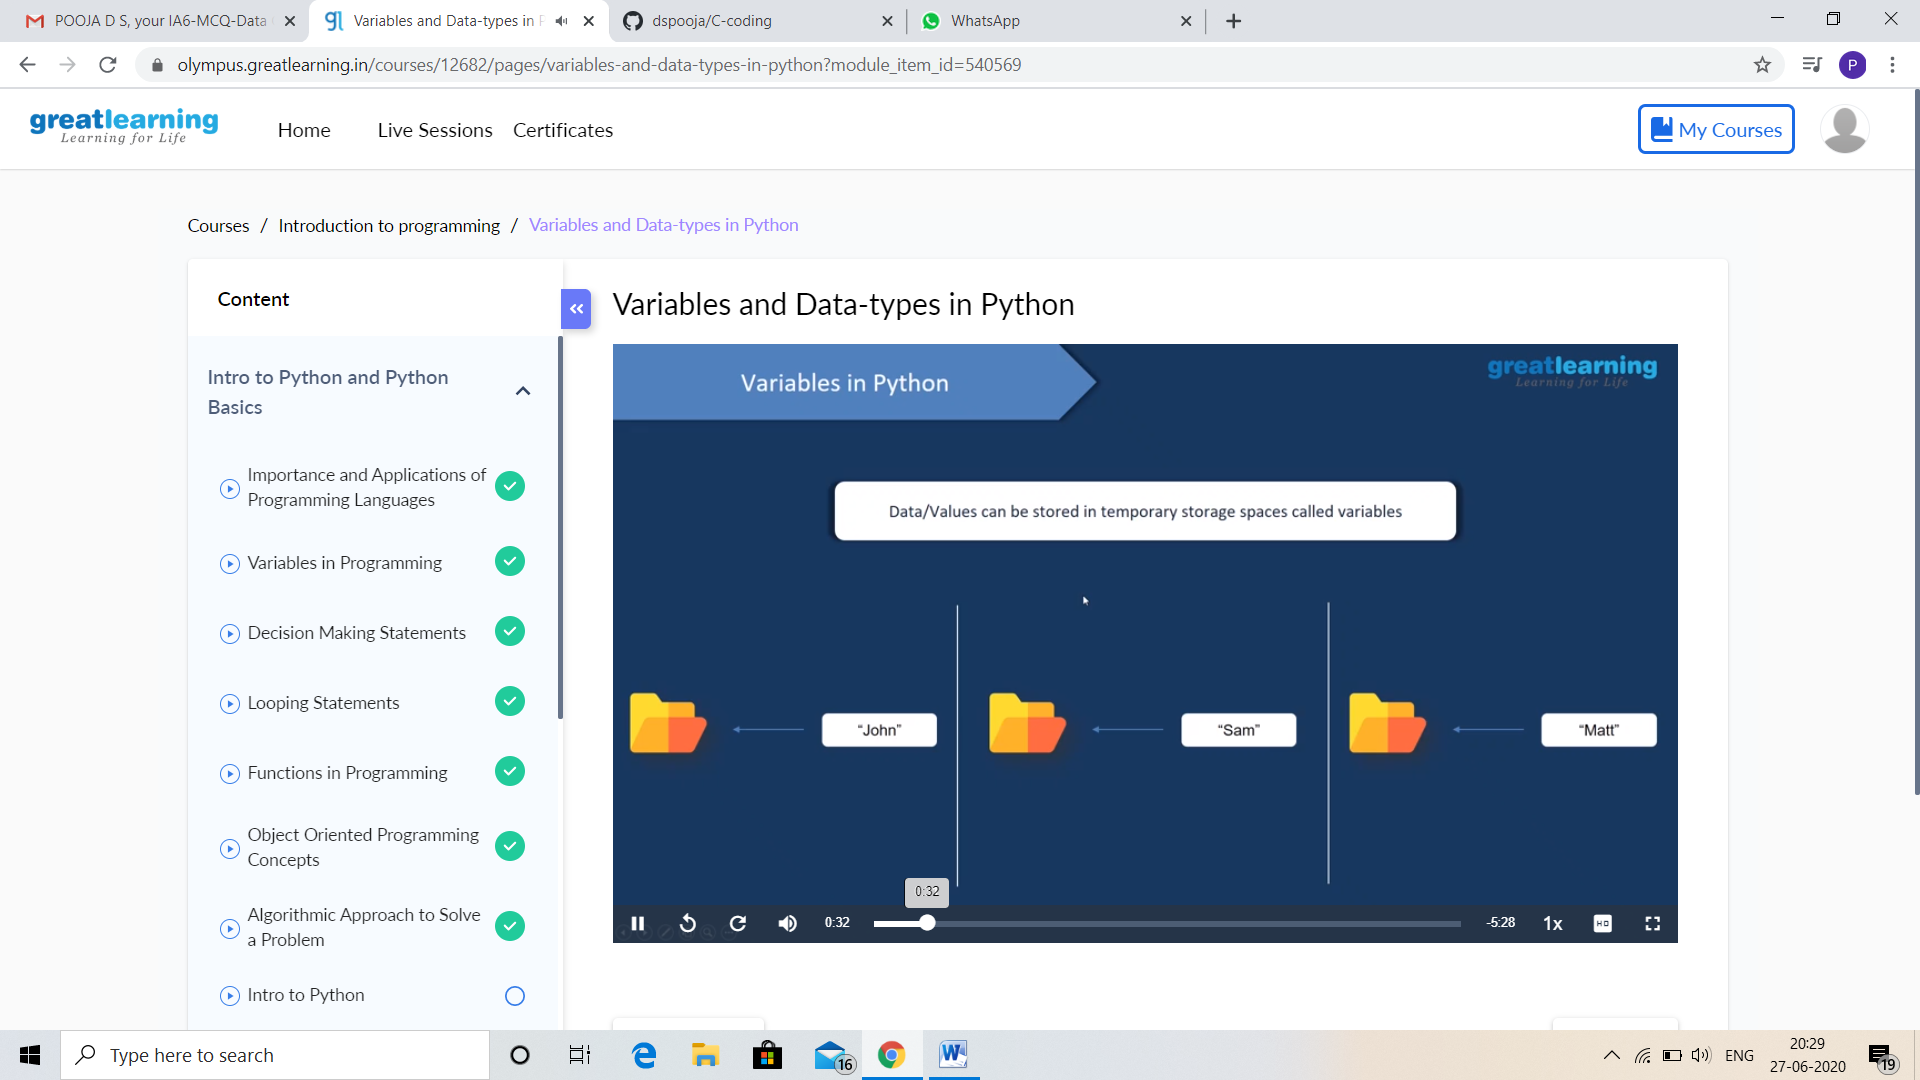 POOJA D S, your IA6-MCQ-Data
Variables and Data-types in P
dspooja/C-coding
WhatsApp
olympus.greatlearning.in/courses/12682/pages/variables-and-data-types-in-python?module_item_id=540569
P
greatlearning
Learning for Life
Home
Live Sessions
Certificates
My Courses
Courses / Introduction to programming / Variables and Data-types in Python
Content
Intro to Python and Python
Basics
Importance and Applications of
Programming Languages
Variables in Programming
Decision Making Statements
Looping Statements
Functions in Programming
Object Oriented Programming
Concepts
Algorithmic Approach to Solve
a Problem
Intro to Python
Variables and Data-types in Python
Variables in Python
greatlearning
Learning for Life
Data/Values can be stored in temporary storage spaces called variables
“John”
“Sam”
“Matt”
0:32
0:32
-5:28
1x
HD
Type here to search
16
ENG
20:29
27-06-2020
19